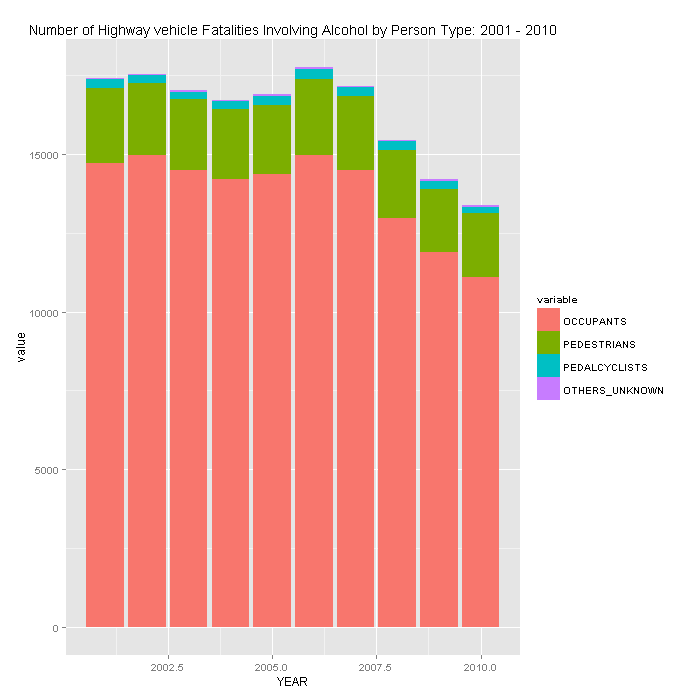 Number of Highway vehicle Fatalities Involving Alcohol by Person Type: 2001 - 2010
15000
10000
5000
0
value
2002.5
2005.0
2007.5
2010.0
YEAR
variable
OCCUPANTS
PEDESTRIANS
PEDALCYCLISTS
OTHERS_UNKNOWN